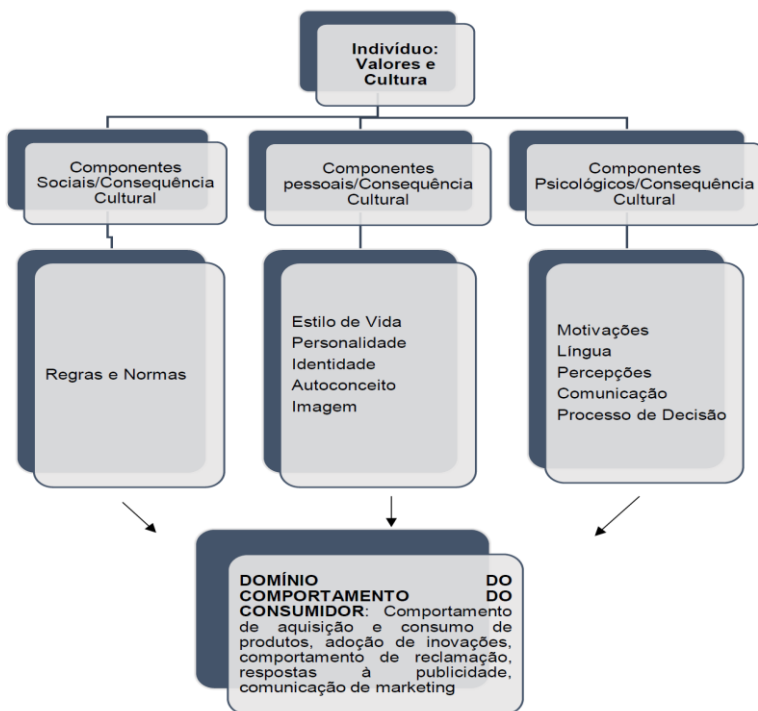 Indivíduo:
Valores e
Cultura
Componentes
Sociais/Consequência
Cultural
Componentes
pessoais/Consequência
Cultural
Componentes
Psicológicos/Consequência
Cultural
Regras e Normas
Estilo de Vida
Personalidade
Identidade
Autoconceito
Imagem
Motivações
Língua
Percepções
Comunicação
Processo de Decisão
DOMÍNIO DO
COMPORTAMENTO DO
CONSUMIDOR: Comportamento
de aquisição e consumo de
produtos, adoção de inovações,
comportamento de reclamação,
respostas à publicidade,
comunicação de marketing